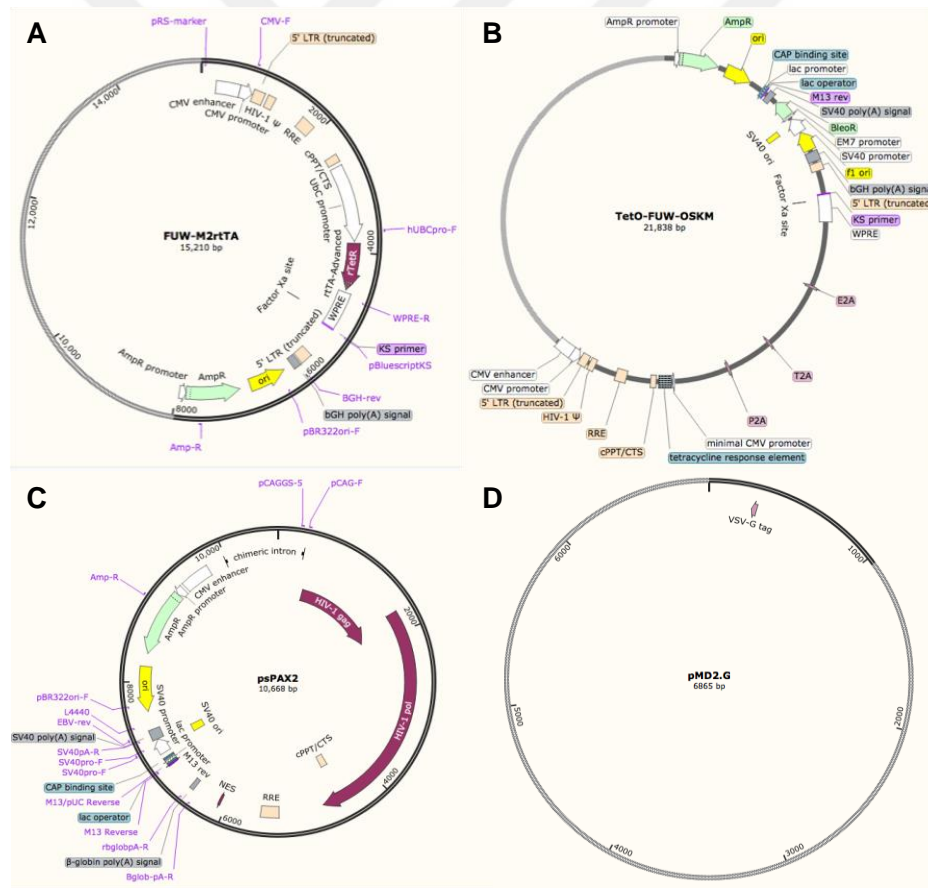 A
pRS-marker
CMV-F
5' LTR (truncated)
14,000
CMV enhancer
CMV promoter
HIV-1 Ψ
RRE
2000
cPPT/CTS
UbC promoter
12,000
FUW-M2rtTA
15,210 bp
hUBCpro-F
4000
rTetR
rtTA-Advanced
Factor Xa site
WPRE
WPRE-R
KS primer
pBluescriptKS
10,000
5' LTR (truncated)
6000
AmpR promoter
AmpR
ori
BGH-rev
bGH poly(A) signal
8000
pBR322ori-F
Amp-R
B
AmpR promoter
AmpR
ori
CAP binding site
lac promoter
lac operator
M13 rev
SV40 poly(A) signal
BleoR
EM7 promoter
SV40 promoter
SV40 ori
f1 ori
bGH poly(A) signal
5' LTR (truncated)
Factor Xa site
KS primer
WPRE
TetO-FUW-OSKM
21,838 bp
E2A
T2A
P2A
CMV enhancer
CMV promoter
5' LTR (truncated)
HIV-1 Ψ
RRE
cPPT/CTS
minimal CMV promoter
tetracycline response element
C
pCAGGS-5
pCAG-F
10,000
chimeric intron
Amp-R
CMV enhancer
AmpR promoter
AmpR
HIV-1 gag
2000
psPAX2
10,668 bp
HIV-1 pol
ori
8000
pBR322ori-F
L4440
EBV-rev
SV40 poly(A) signal
SV40pA-R
SV40pro-F
SV40pro-F
SV40 promoter
SV40 ori
lac promoter
M13 rev
CAP binding site
M13/pUC Reverse
lac operator
M13 Reverse
rbglobpA-R
β-globin poly(A) signal
Bglob-pA-R
NES
6000
RRE
cPPT/CTS
4000
D
VSV-G tag
1000
6000
pMD2.G
6865 bp
5000
2000
4000
3000